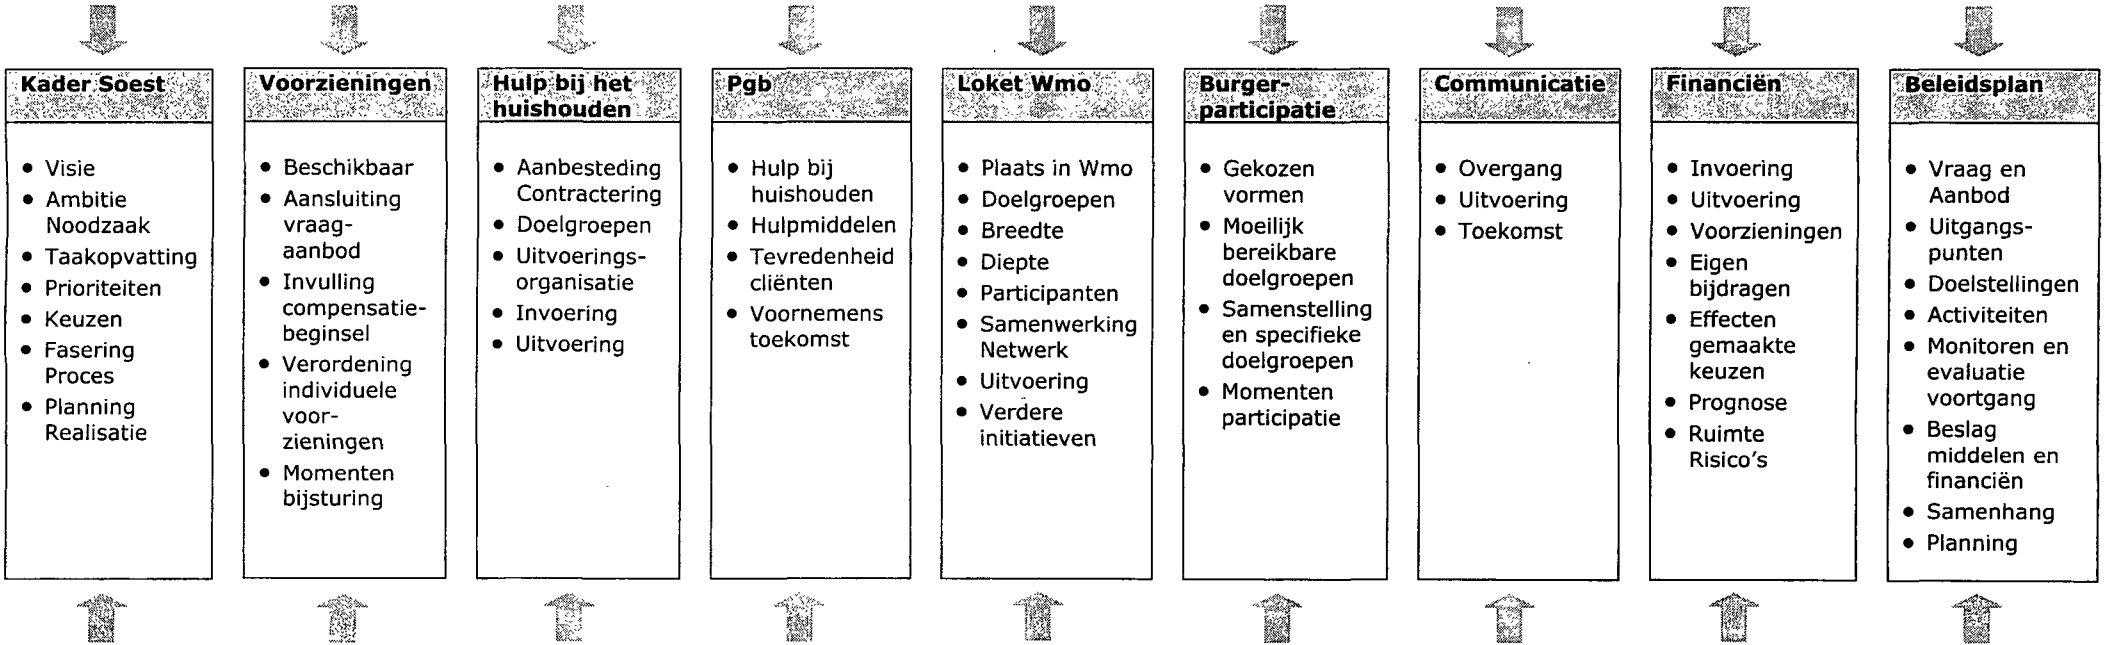 Kader Soest
• Visie
• Ambitie
Noodzaak
• Taakopvatting
• Prioriteiten
• Keuzen
• Fasering
Proces
• Planning
Realisatie
Voorzieningen
• Beschikbaar
• Aansluiting
vraag-
aanbod
• Invulling
compensatie-
beginsel
• Verordening
individuele
voor-
zieningen
• Momenten
bijsturing
Hulp bij het
huishouden
• Aanbesteding
Contractering
• Doelgroepen
• Uitvoerings-
organisatie
• Invoering
• Uitvoering
Pgb
• Hulp bij
huishouden
• Hulpmiddelen
• Tevredenheid
cliënten
• Voornemens
toekomst
Loket Wmo
• Plaats in Wmo
• Doelgroepen
• Breedte
• Diepte
• Participanten
• Samenwerking
Netwerk
• Uitvoering
• Verdere
initiatieven
Burger-
participatie
• Gekozen
vormen
• Moeilijk
bereikbare
doelgroepen
• Samenstelling
en specifieke
doelgroepen
• Momenten
participatie
Communicatie
• Overgang
• Uitvoering
• Toekomst
Financiën
• Invoering
• Uitvoering
• Voorzieningen
• Eigen
bijdragen
• Effecten
gemaakte
keuzen
• Prognose
• Ruimte
Risico's
Beleidsplan
• Vraag en
Aanbod
• Uitgangs-
punten
• Doelstellingen
• Activiteiten
• Monitoren en
evaluatie
voortgang
• Beslag
middelen en
financiën
• Samenhang
• Planning